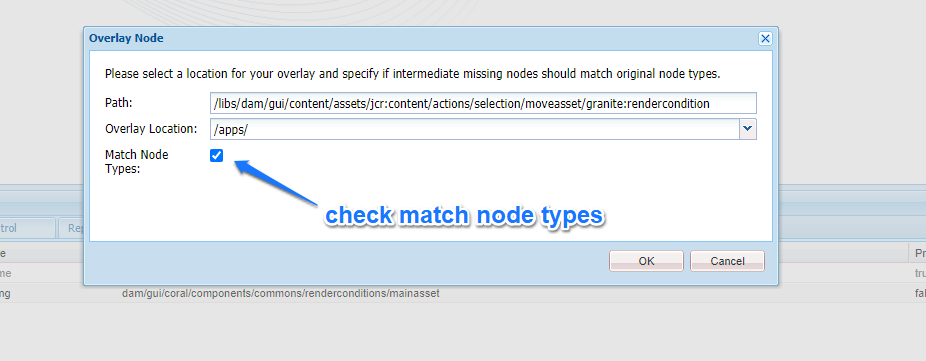 Overlay Node
Please select a location for your overlay and specify if intermediate missing nodes should match original node types.
Path:
/libs/dam/gui/content/assets/jcr:content/actions/selection/moveasset/granite:rendercondition
Overlay Location:
/apps/
Match Node
Types:
check match node types
OK
Cancel
trol
Rep
e
Pr
me
tru
ng
dam/gui/coral/components/commons/renderconditions/mainasset
fal